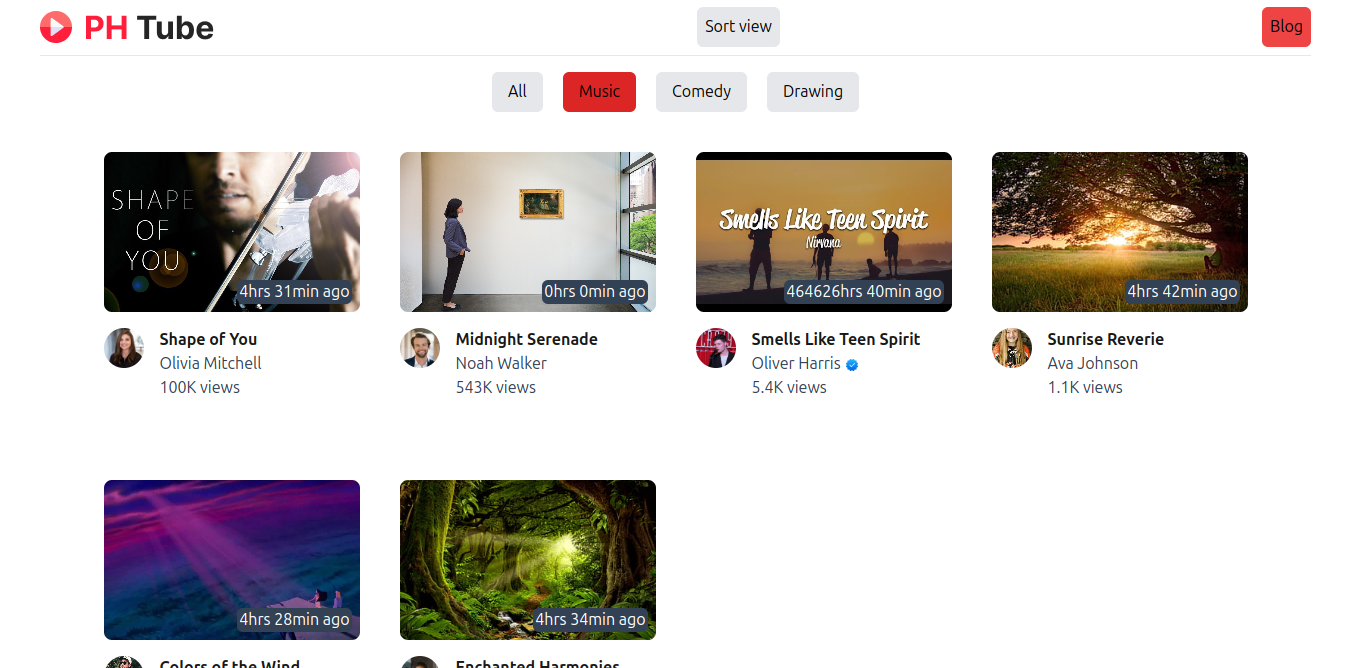 PH Tube
Sort view
Blog
All
Music
Comedy
Drawing
SHAPE
OF
YOU
4hrs 31min ago
0hrs 0min ago
Smells Like Teen Spirit
Nirvana
464626hrs 40min ago
4hrs 42min ago
Shape of You
Olivia Mitchell
100K views
Midnight Serenade
Noah Walker
543K views
Smells Like Teen Spirit
Oliver Harris
5.4K views
Sunrise Reverie
Ava Johnson
1.1K views
4hrs 28min ago
4hrs 34min ago
Colors of the Wind
Enchanted Harmonies